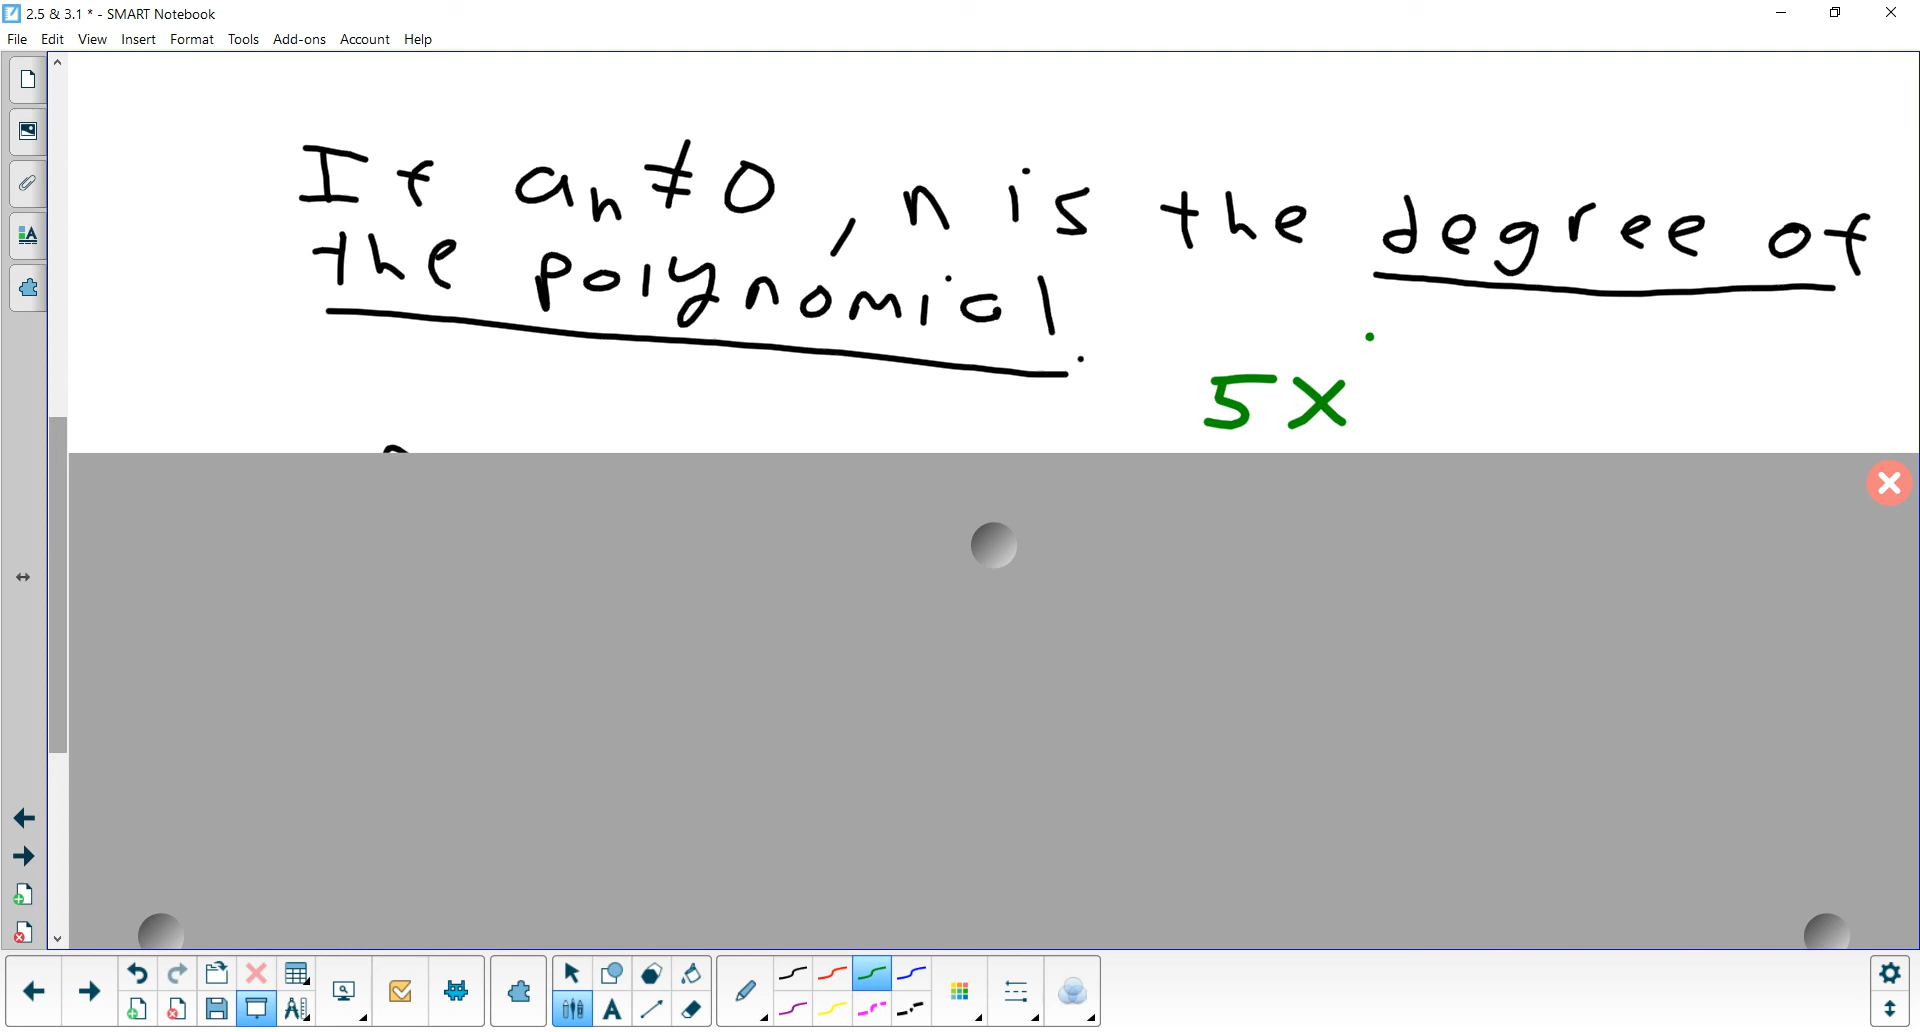 2.5 & 3.1 * - SMART Notebook
File Edit View Insert Format Tools Add-ons Account Help
If aₙ ≠ 0, n is the degree of
the polynomial.
5x